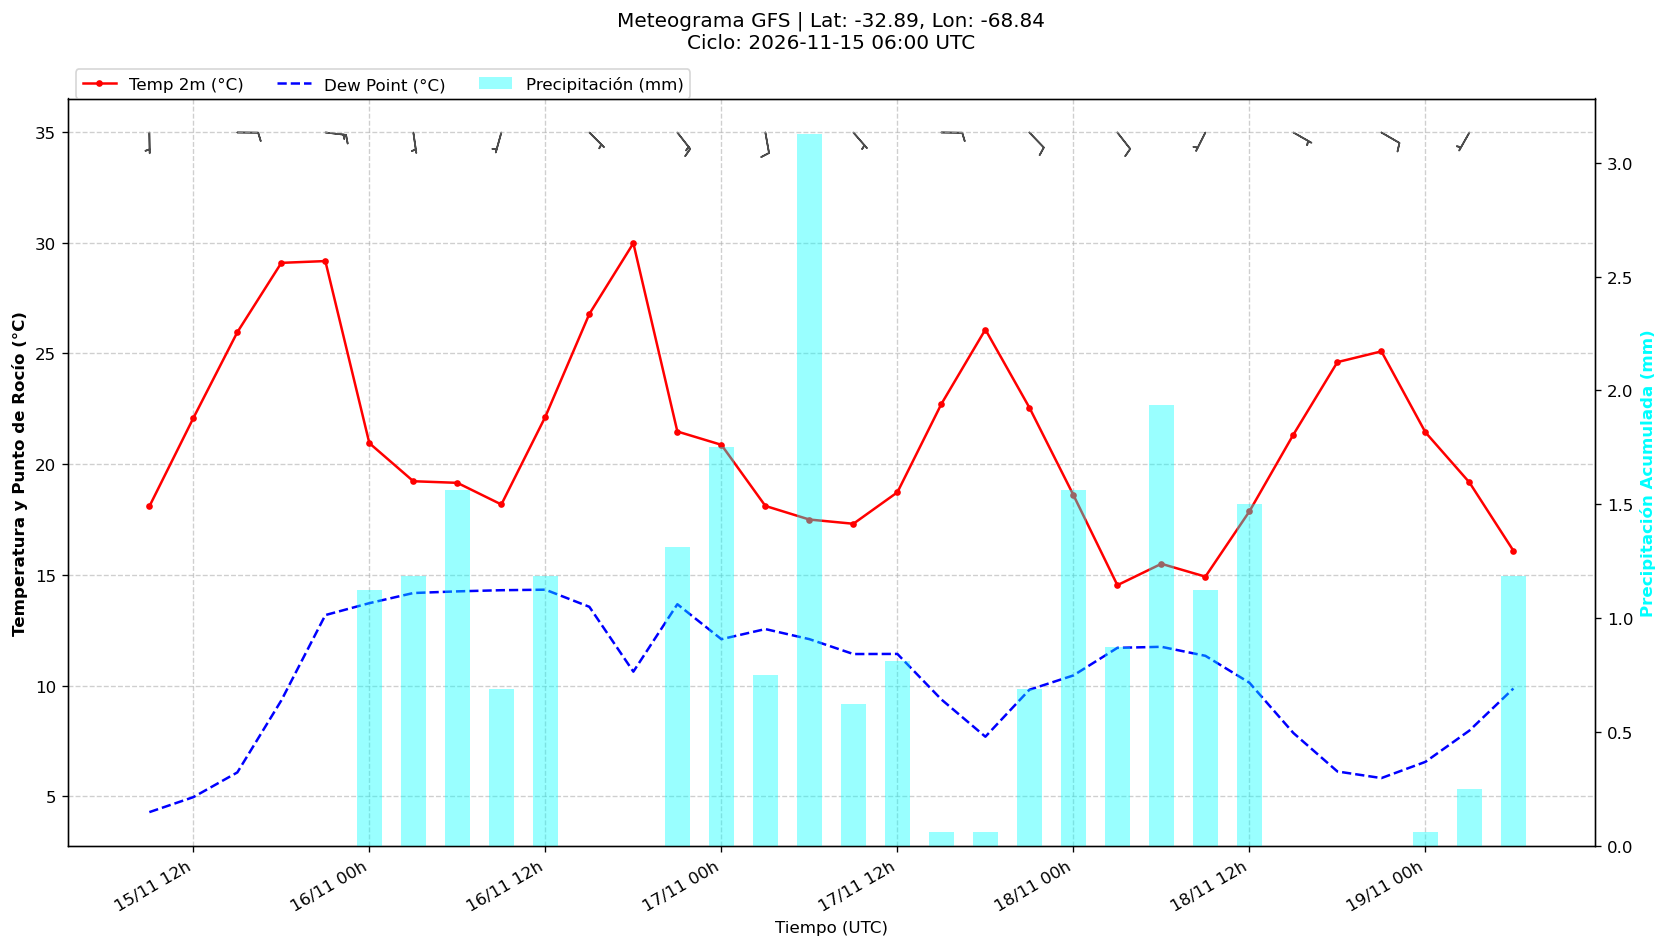 Meteograma GFS | Lat: -32.89, Lon: -68.84
Ciclo: 2026-11-15 06:00 UTC
Temp 2m (°C)
Dew Point (°C)
Precipitación (mm)
Temperatura y Punto de Rocío (°C)
35
30
25
20
15
10
5
3.0
2.5
2.0
1.5
1.0
0.5
0.0
Precipitación Acumulada (mm)
15/11 12h
16/11 00h
16/11 12h
17/11 00h
17/11 12h
18/11 00h
18/11 12h
19/11 00h
Tiempo (UTC)